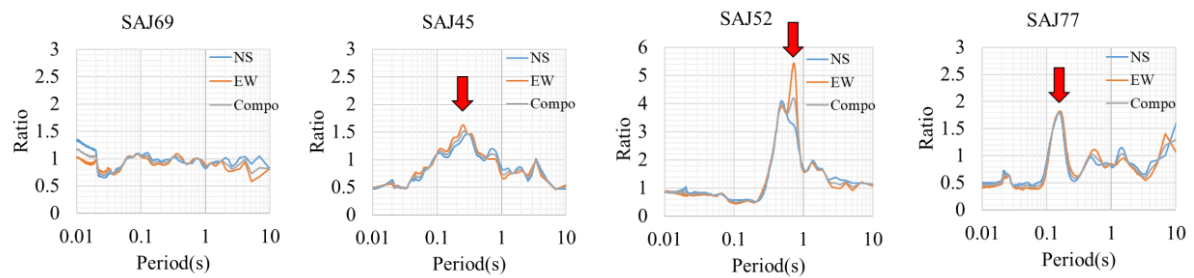 SAJ69
3
2.5
2
1.5
1
0.5
0
Ratio
NS
EW
Compo
0.01 0.1 1 10
Period(s)
SAJ45
3
2.5
2
1.5
1
0.5
0
Ratio
NS
EW
Compo
0.01 0.1 1 10
Period(s)
SAJ52
6
5
4
3
2
1
0
Ratio
NS
EW
Compo
0.01 0.1 1 10
Period(s)
SAJ77
3
2.5
2
1.5
1
0.5
0
Ratio
NS
EW
Compo
0.01 0.1 1 10
Period(s)